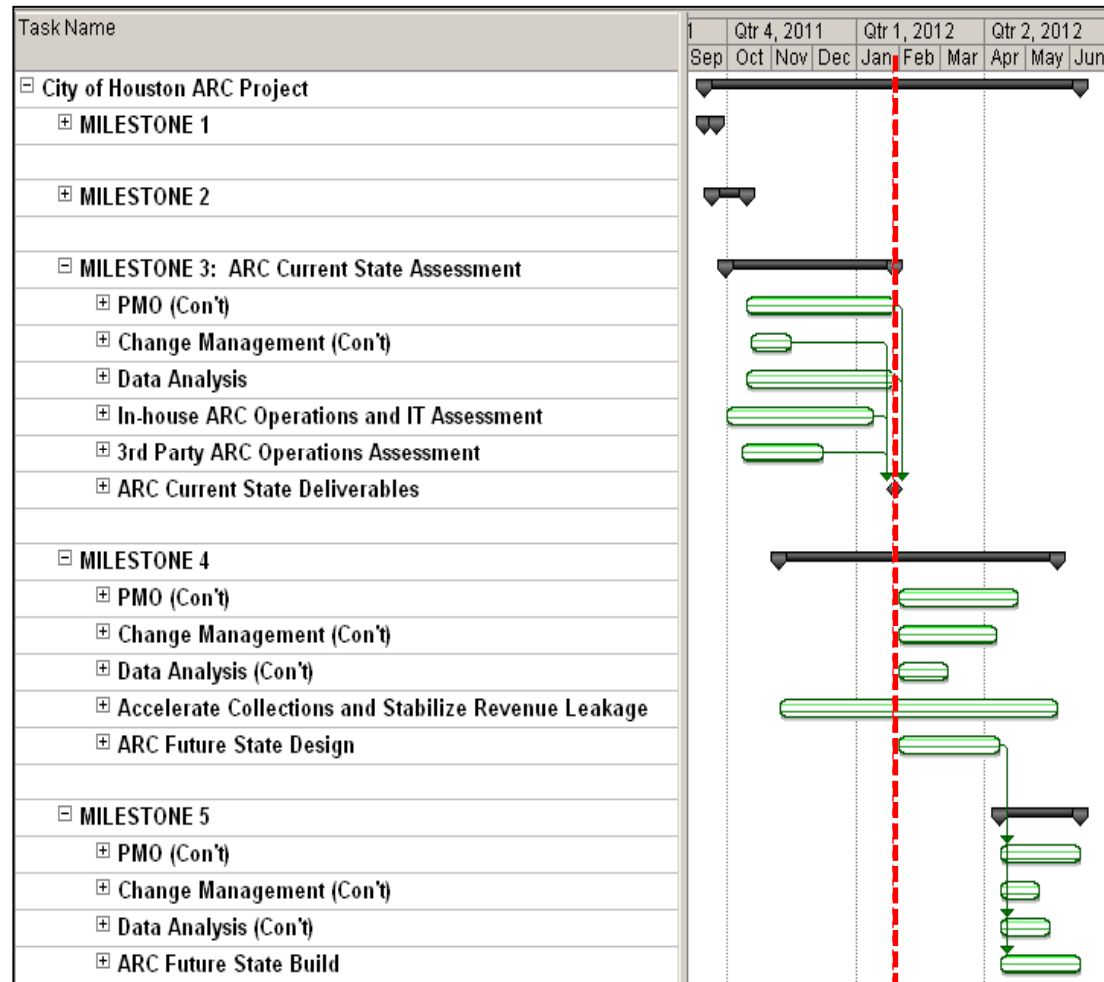 Task Name
1 Qtr 4, 2011 Qtr 1, 2012 Qtr 2, 2012
Sep Oct Nov Dec Jan Feb Mar Apr May Jun
City of Houston ARC Project
MILESTONE 1
MILESTONE 2
MILESTONE 3: ARC Current State Assessment
PMO (Con't)
Change Management (Con't)
Data Analysis
In-house ARC Operations and IT Assessment
3rd Party ARC Operations Assessment
ARC Current State Deliverables
MILESTONE 4
PMO (Con't)
Change Management (Con't)
Data Analysis (Con't)
Accelerate Collections and Stabilize Revenue Leakage
ARC Future State Design
MILESTONE 5
PMO (Con't)
Change Management (Con't)
Data Analysis (Con't)
ARC Future State Build